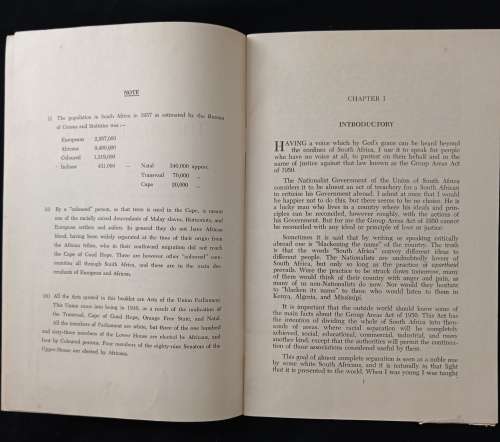 NOTE
(i) The population in South Africa in 1957 as estimated by the Bureau
of Census and Statistics was:—
Europeans
Africans
Coloured
Indians — Natal 340,000 approx.
Transvaal 70,000 „
Cape 20,000 „
(ii) By a "coloured" person, as that term is used in the Cape, is meant
one of the racially mixed descendants of Malay slaves, Hottentots, and
European settlers and sailors. In general they do not have African
blood, having been widely separated at the time of their origin from
the African tribes, who in their southward migration did not reach
the Cape of Good Hope. There are however other "coloured" com-
munities all through South Africa, and these are in the main des-
cendants of Europeans and Africans.
(iii) All the Acts quoted in this booklet are Acts of the Union Parliament.
This Union came into being in 1910, as a result of the unification of
the Transvaal, Cape of Good Hope, Orange Free State, and Natal.
All the members of Parliament are white, but three of the one hundred
and sixty-three members of the Lower House are elected by Africans, and
four by Coloured persons. Four members of the eighty-nine Senators of the
Upper House are elected by Africans.
CHAPTER I
INTRODUCTORY
HAVING a voice which by God's grace can be heard beyond
the confines of South Africa, I use it to speak for people
who have no voice at all, to protest on their behalf and in the
name of justice against that law known as the Group Areas Act
of 1950.
The Nationalist Government of the Union of South Africa
considers it to be almost an act of treachery for a South African
to criticise his Government abroad. I admit at once that I would
be happier not to do this, but there seems to be no choice. He is
a lucky man who lives in a country where his ideals and prin-
ciples can be reconciled, however roughly, with the actions of
his Government. But for me the Group Areas Act of 1950 cannot
be reconciled with any ideal or principle of love or justice.
Sometimes it is said that by writing or speaking critically
abroad one is "blackening the name" of the country. The truth
is that the words "South Africa" convey different ideas to
different people. The Nationalists are undoubtedly lovers of
South Africa, but only so long as the practice of apartheid
prevails. Were the practice to be struck down tomorrow, many
of them would think of their country with anger and pain, as
many of us non-Nationalists do now. Nor would they hesitate
to "blacken its name" to those who would listen to them in
Kenya, Algeria, and Mississipi.
It is important that the outside world should know some of
the main facts about the Group Areas Act of 1950. This Act has
the intention of dividing the whole of South Africa into thou-
sands of areas, where racial separation will be completely
achieved, social, educational, commercial, industrial, and every
another kind, except that the authorities will permit the continua-
tion of those associations considered useful by them.
This goal of almost complete separation is seen as a noble one
by some white South Africans, and it is naturally in that light
that it is presented to the world. When I was young I was taught